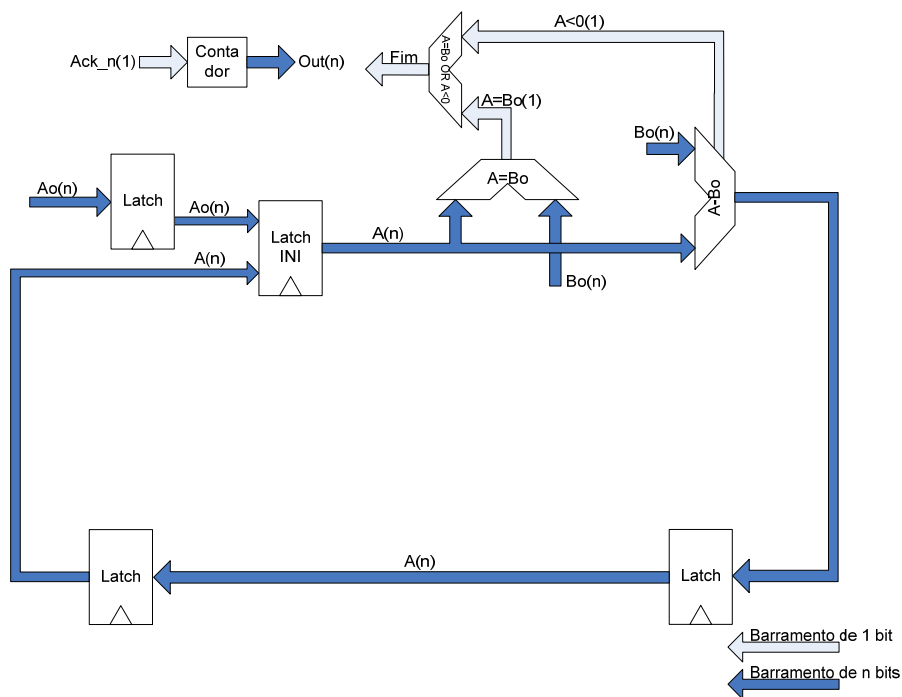 A<0(1)
Ack_n(1)
Conta
dor
Out(n)
Fim
A=Bo OR A<0
A=Bo(1)
Bo(n)
Ao(n)
Latch
Ao(n)
A=Bo
A-Bo
A(n)
Latch
INI
A(n)
Bo(n)
Latch
A(n)
Latch
Barramento de 1 bit
Barramento de n bits